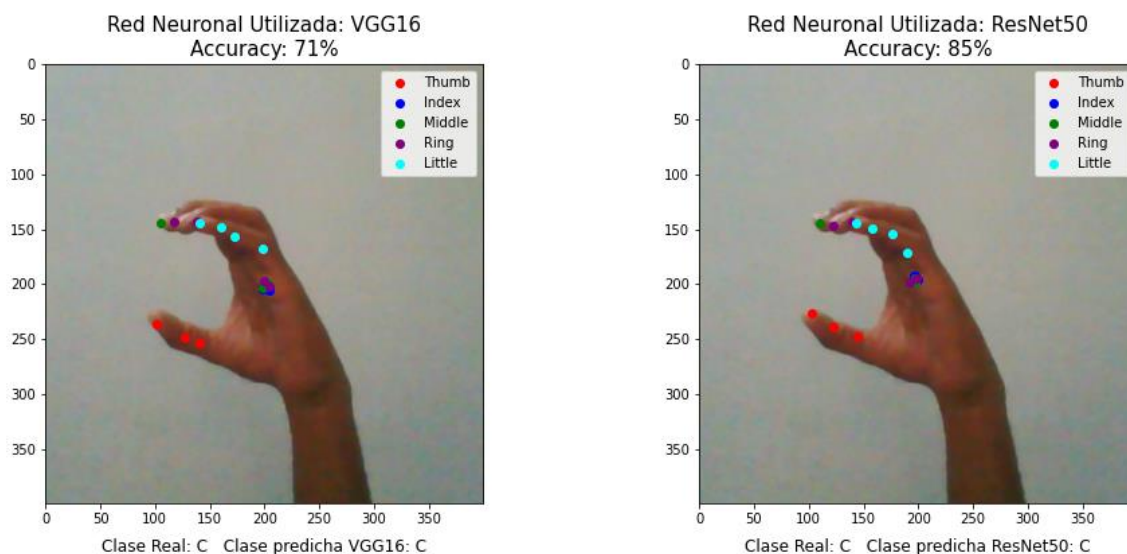 Red Neuronal Utilizada: VGG16
Accuracy: 71%
0
50
100
150
200
250
300
350
0 50 100 150 200 250 300 350
Thumb
Index
Middle
Ring
Little
Clase Real: C Clase predicha VGG16: C
Red Neuronal Utilizada: ResNet50
Accuracy: 85%
0
50
100
150
200
250
300
350
0 50 100 150 200 250 300 350
Thumb
Index
Middle
Ring
Little
Clase Real: C Clase predicha ResNet50: C